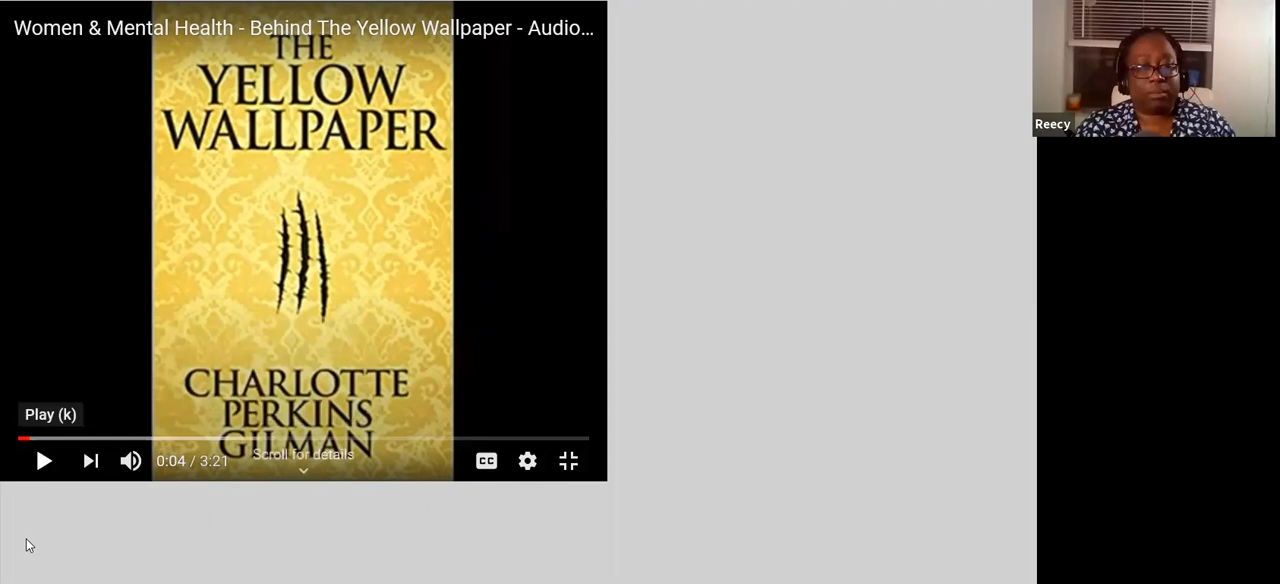 Women & Mental Health - Behind The Yellow Wallpaper - Audio...
THE
YELLOW
WALLPAPER
CHARLOTTE
PERKINS
GILMAN
Play (k)
Scroll for details
0:04 / 3:21
CC
Reecy